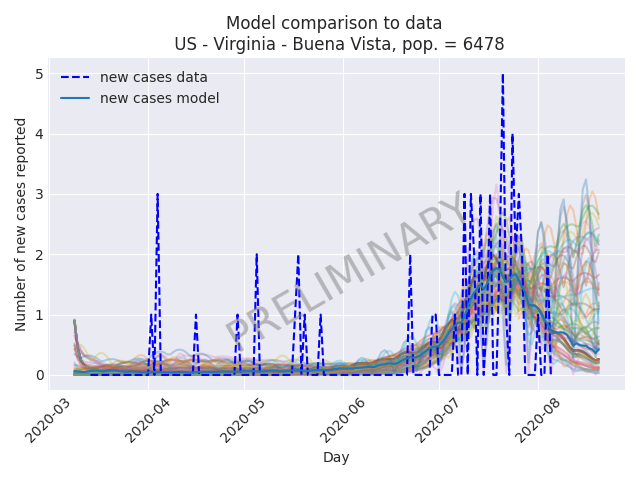 Model comparison to data
US - Virginia - Buena Vista, pop. = 6478
new cases data
new cases model
PRELIMINARY
Number of new cases reported
5
4
3
2
1
0
2020-03
2020-04
2020-05
2020-06
2020-07
2020-08
Day